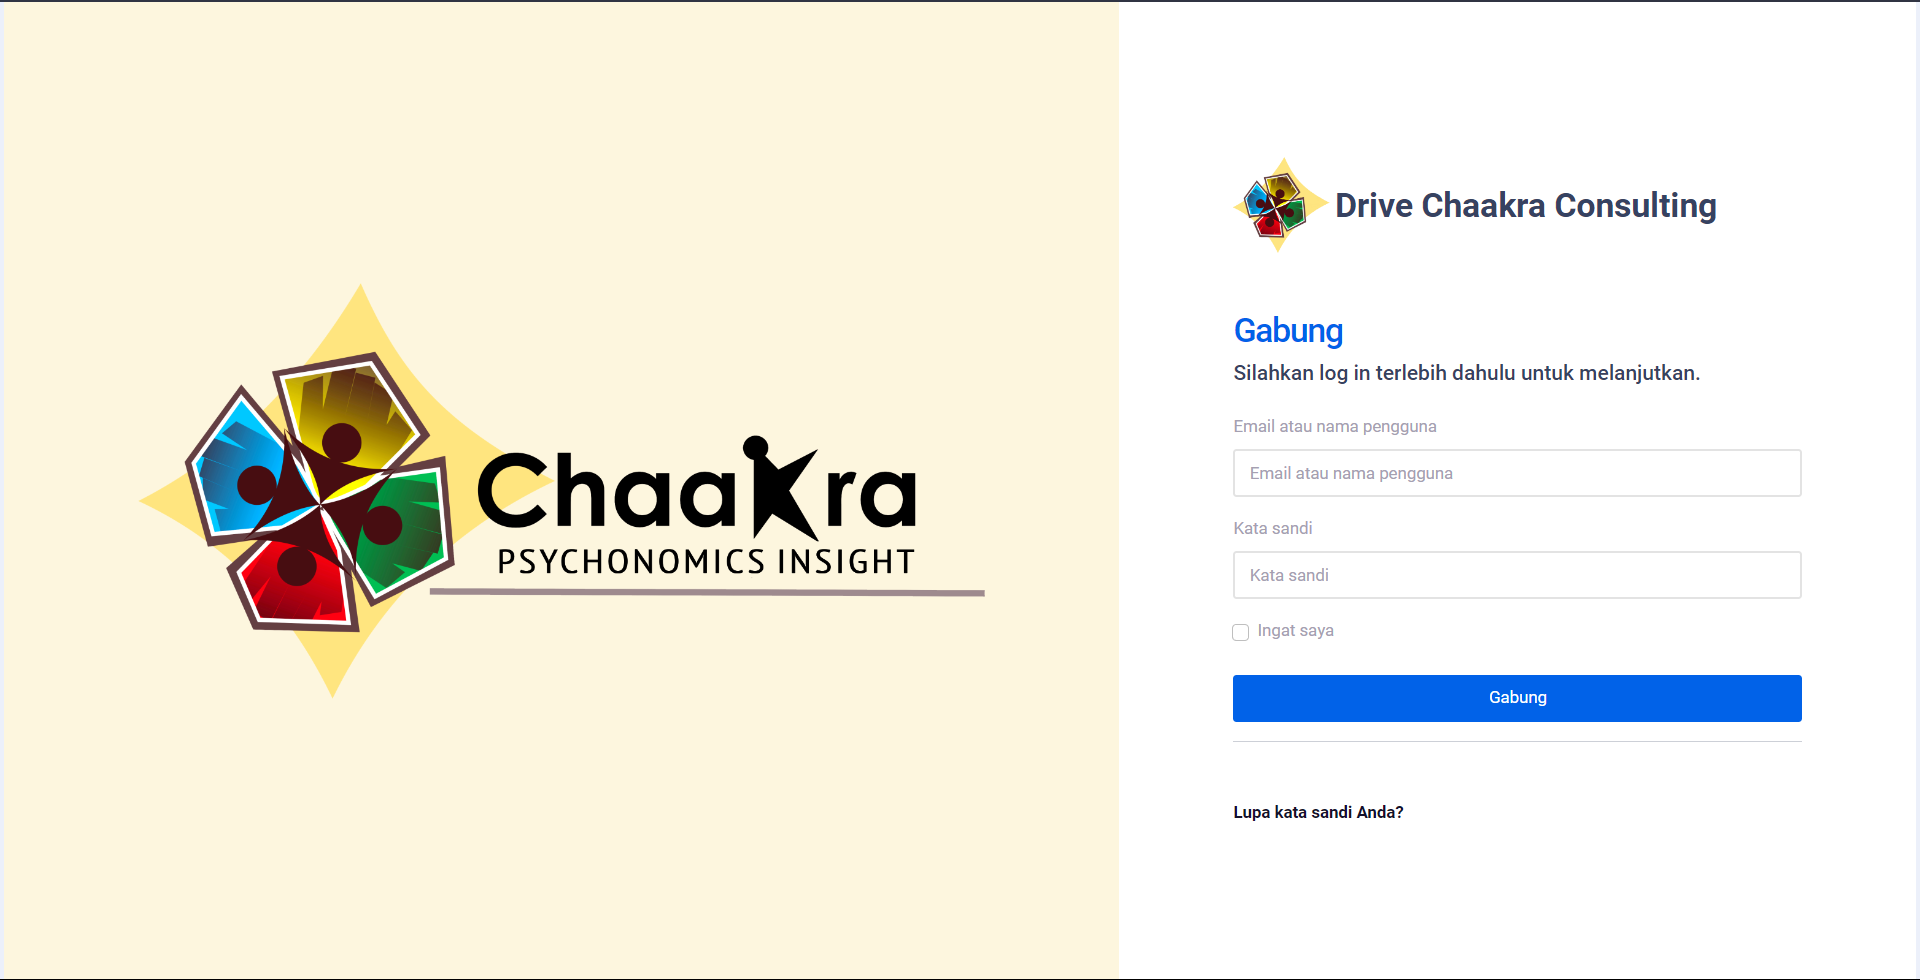 Chaakra
PSYCHONOMICS INSIGHT
Drive Chaakra Consulting
Gabung
Silahkan log in terlebih dahulu untuk melanjutkan.
Email atau nama pengguna
Email atau nama pengguna
Kata sandi
Kata sandi
Ingat saya
Gabung
Lupa kata sandi Anda?